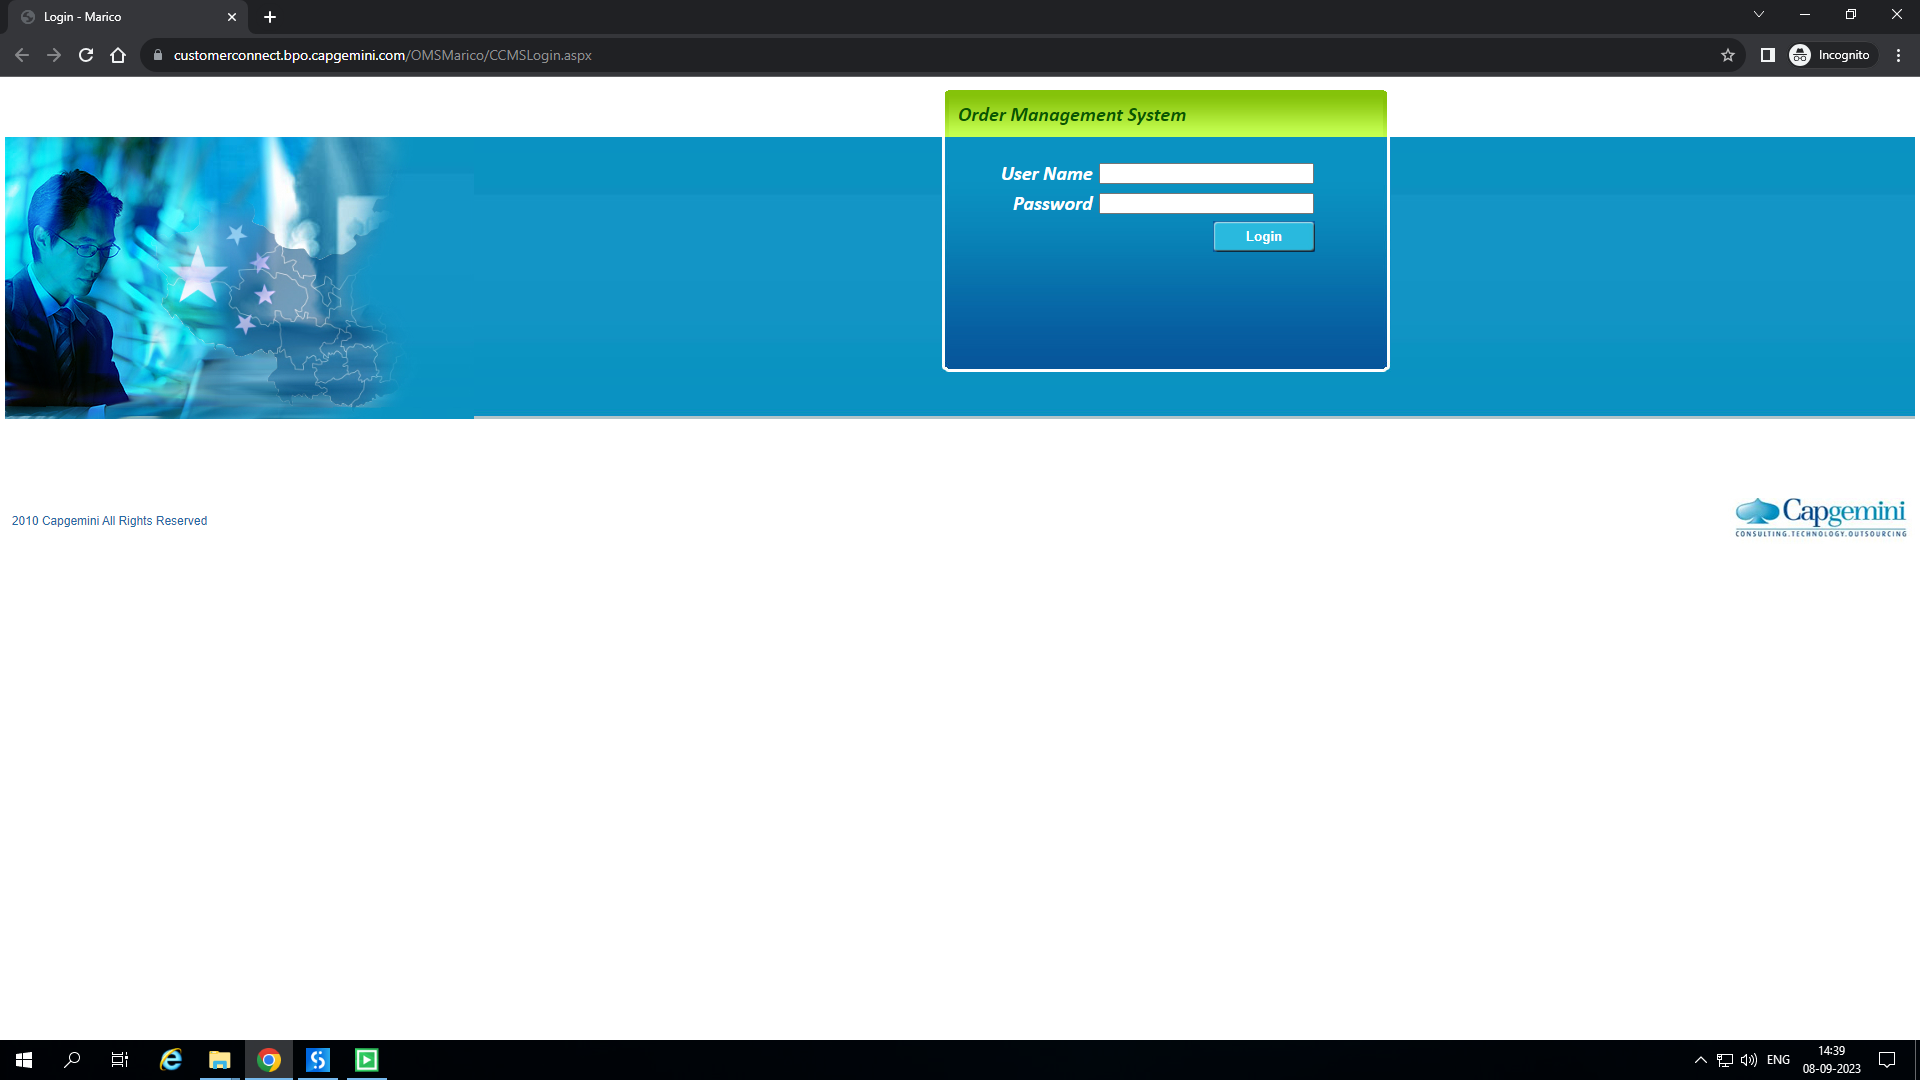 Login - Marico
customerconnect.bpo.capgemini.com/OMSMarico/CCMSLogin.aspx
Incognito
Order Management System
User Name
Password
Login
2010 Capgemini All Rights Reserved
Capgemini
CONSULTING.TECHNOLOGY.OUTSOURCING
ENG
14:39
08-09-2023